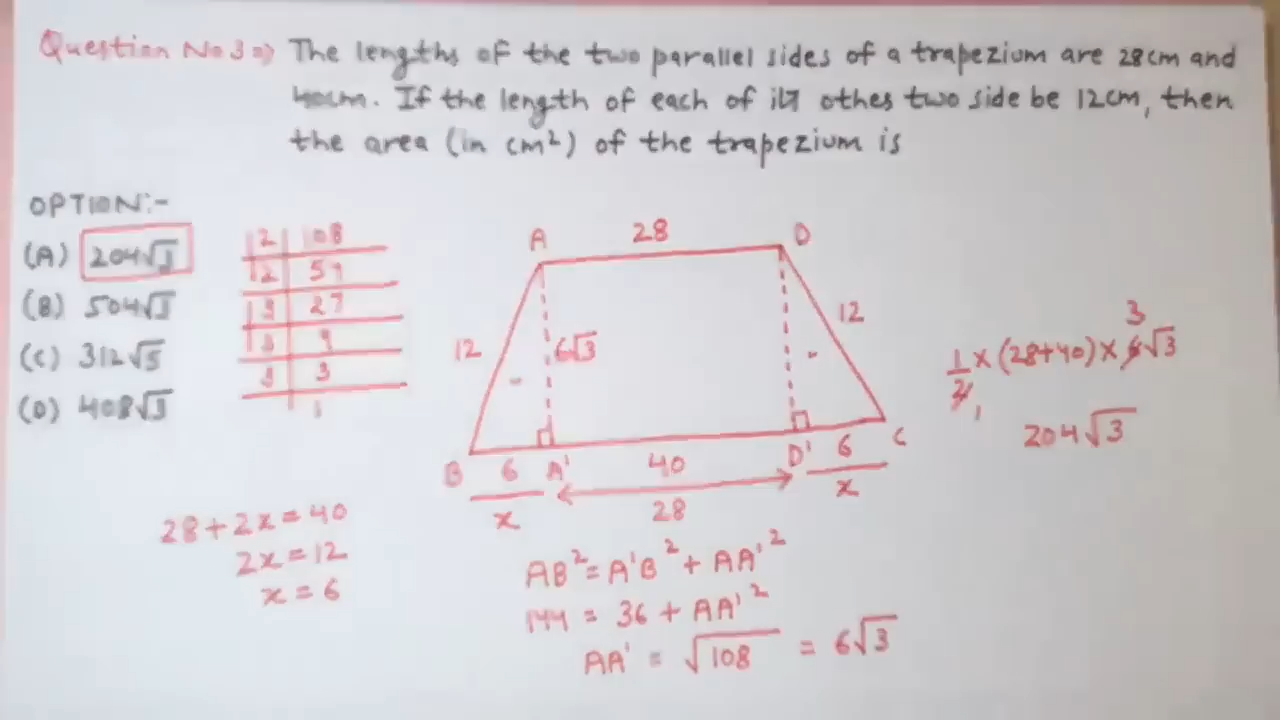 Question No 3 => The lengths of the two parallel sides of a trapezium are 28cm and
40cm. If the length of each of its other two side be 12cm, then
the area (in cm²) of the trapezium is
OPTION:-
(A) 204√3
(B) 504√3
(C) 312√5
(D) 408√3
2 | 108
2 | 54
3 | 27
3 | 9
3 | 3
1
A 28 D
12 6√3 12
B 6 A' 40 D' 6 C
x 28 x
28+2x=40
2x=12
x=6
AB²=A'B²+AA'²
144 = 36 + AA'²
AA' = √108 = 6√3
3
1/2 × (28+40) × 6√3
1
204√3